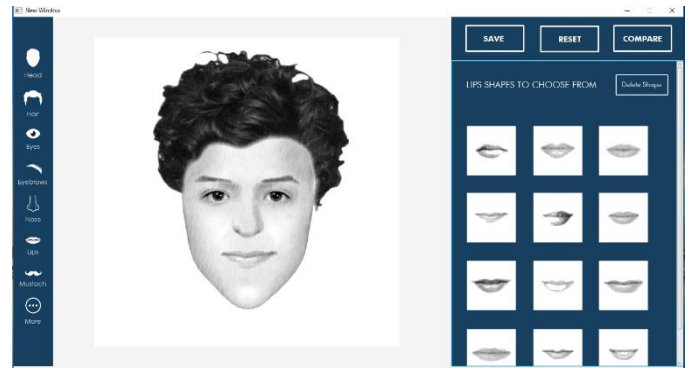 New Window
SAVE
RESET
COMPARE
Head
Hair
Eyes
Eyebrows
Nose
Lips
Mustach
More
LIPS SHAPES TO CHOOSE FROM
Delete Shape